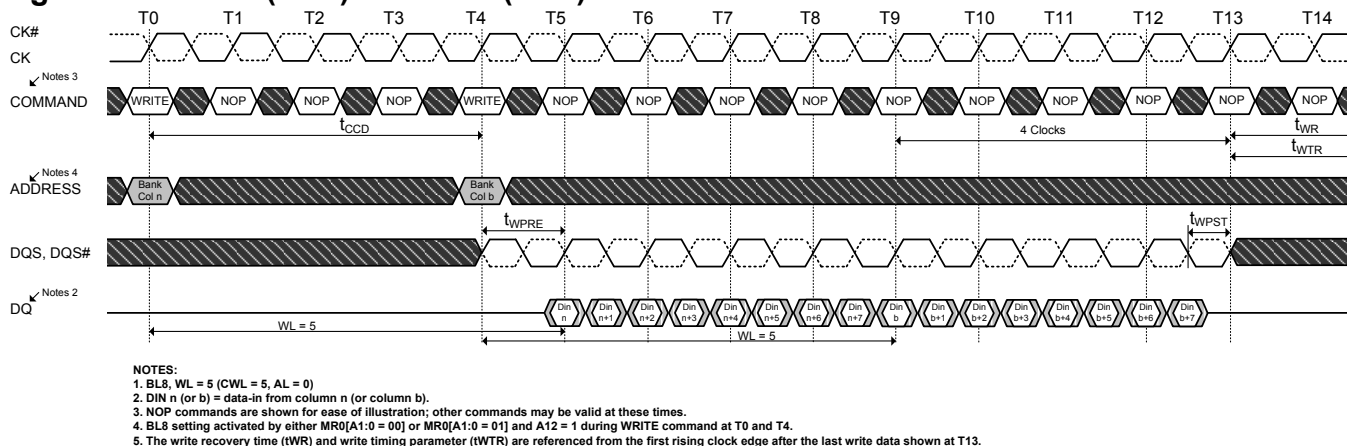 T0 T1 T2 T3 T4 T5 T6 T7 T8 T9 T10 T11 T12 T13 T14
CK#
CK
Notes 3
COMMAND WRITE NOP NOP NOP WRITE NOP NOP NOP NOP NOP NOP NOP NOP NOP NOP
tCCD 4 Clocks tWR
tWTR
Notes 4
ADDRESS Bank Col n Bank Col b
tWPRE tWPST
DQS, DQS#
Notes 2
DQ Din n Din n+1 Din n+2 Din n+3 Din n+4 Din n+5 Din n+6 Din n+7 Din b Din b+1 Din b+2 Din b+3 Din b+4 Din b+5 Din b+6 Din b+7
WL = 5 WL = 5
NOTES:
1. BL8, WL = 5 (CWL = 5, AL = 0)
2. DIN n (or b) = data-in from column n (or column b).
3. NOP commands are shown for ease of illustration; other commands may be valid at these times.
4. BL8 setting activated by either MR0[A1:0 = 00] or MR0[A1:0 = 01] and A12 = 1 during WRITE command at T0 and T4.
5. The write recovery time (tWR) and write timing parameter (tWTR) are referenced from the first rising clock edge after the last write data shown at T13.